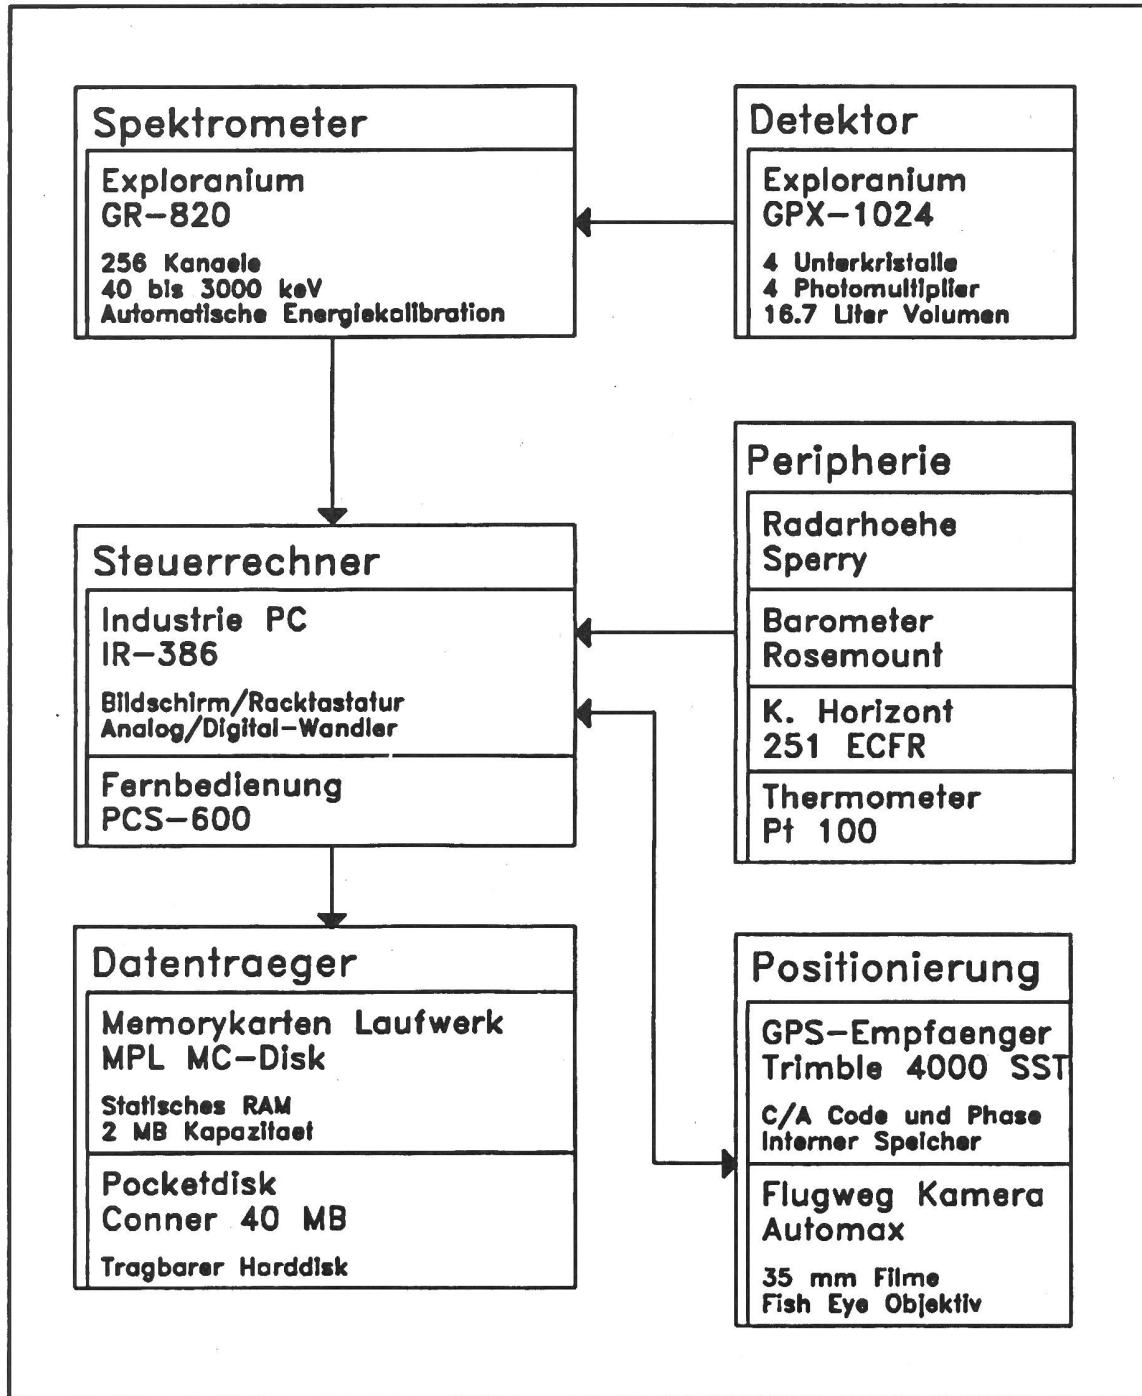 Spektrometer
Exploranium
GR-820
256 Kanaele
40 bis 3000 keV
Automatische Energiekalibration
Detektor
Exploranium
GPX-1024
4 Unterkristalle
4 Photomultiplier
16.7 Liter Volumen
Peripherie
Radarhoehe
Sperry
Barometer
Rosemount
K. Horizont
251 ECFR
Thermometer
Pt 100
Steuerrechner
Industrie PC
IR-386
Bildschirm/Racktastatur
Analog/Digital-Wandler
Fernbedienung
PCS-600
Datentraeger
Memorykarten Laufwerk
MPL MC-Disk
Statisches RAM
2 MB Kapazitaet
Pocketdisk
Conner 40 MB
Tragbarer Harddisk
Positionierung
GPS-Empfaenger
Trimble 4000 SST
C/A Code und Phase
Interner Speicher
Flugweg Kamera
Automax
35 mm Filme
Fish Eye Objektiv